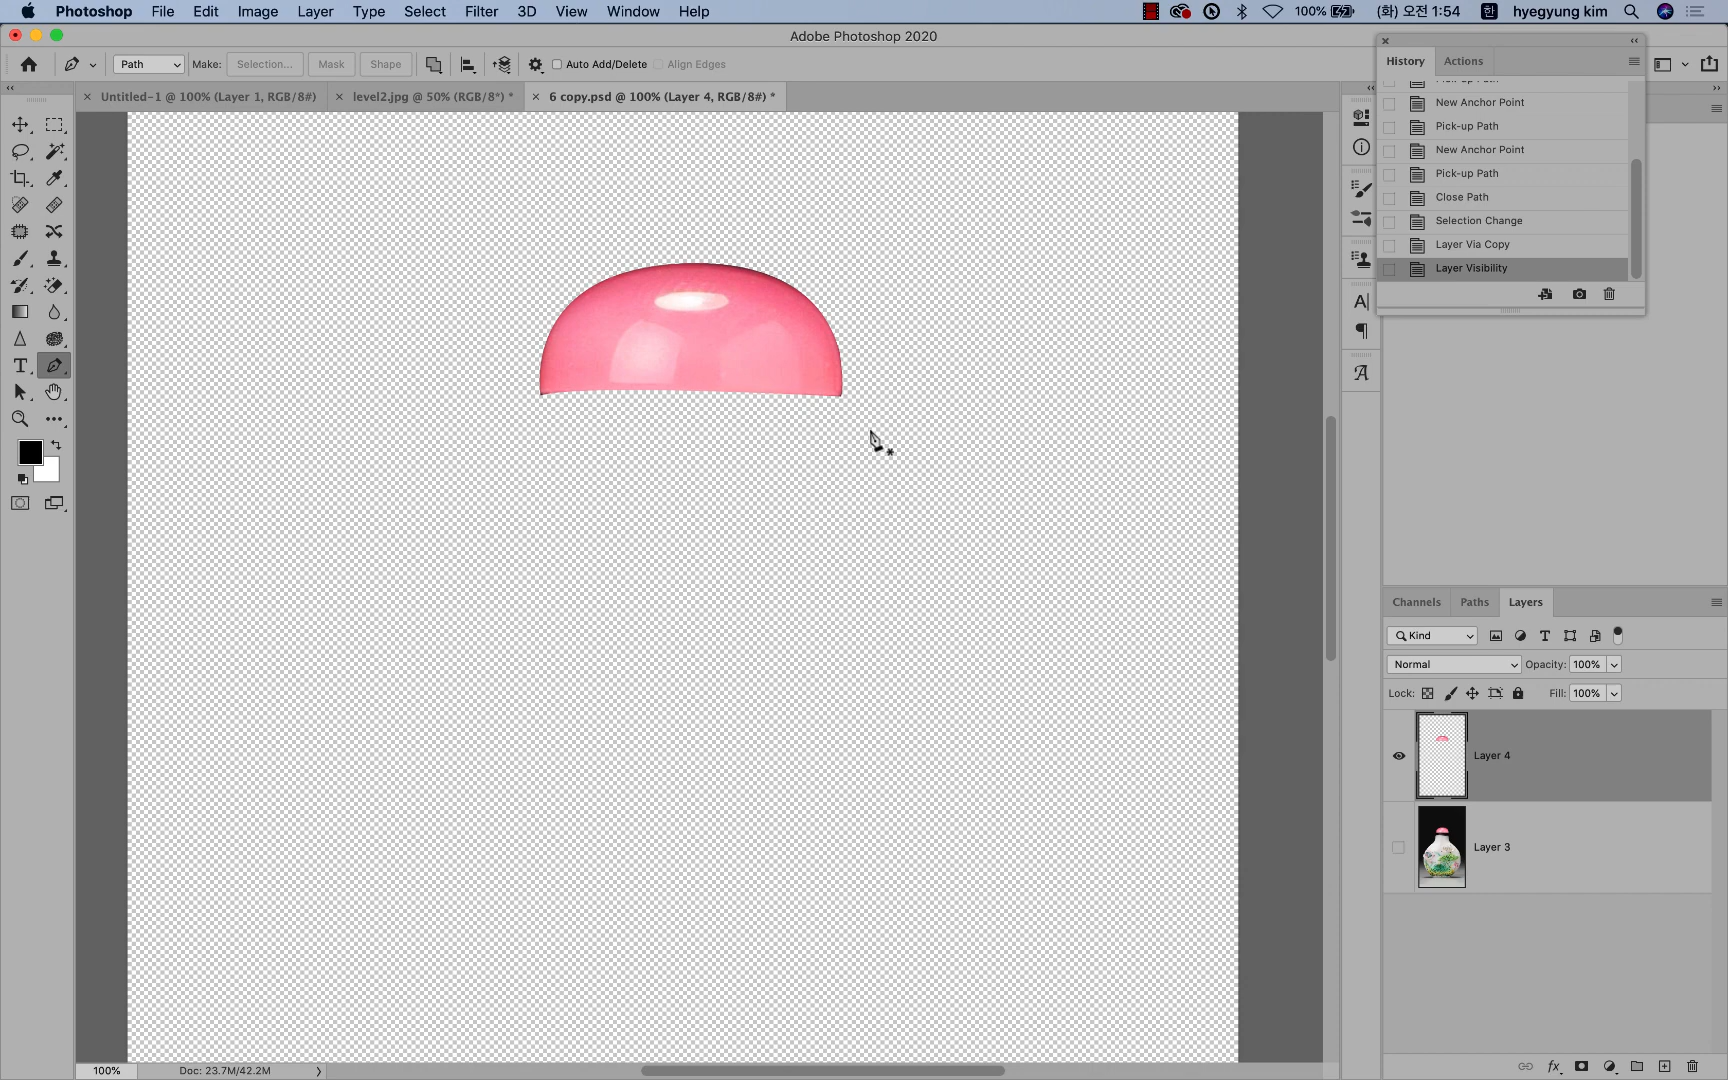 Photoshop File Edit Image Layer Type Select Filter 3D View Window Help 100% (화) 오전 1:54 한 hyegyung kim
Adobe Photoshop 2020
Path Make: Selection... Mask Shape Auto Add/Delete Align Edges
Untitled-1 @ 100% (Layer 1, RGB/8#) level2.jpg @ 50% (RGB/8*) * 6 copy.psd @ 100% (Layer 4, RGB/8#) *
History Actions
Pick-up Path
New Anchor Point
Pick-up Path
New Anchor Point
Pick-up Path
Close Path
Selection Change
Layer Via Copy
Layer Visibility
Channels Paths Layers
Kind
Normal Opacity: 100%
Lock: Fill: 100%
Layer 4
Layer 3
fx
100% Doc: 23.7M/42.2M